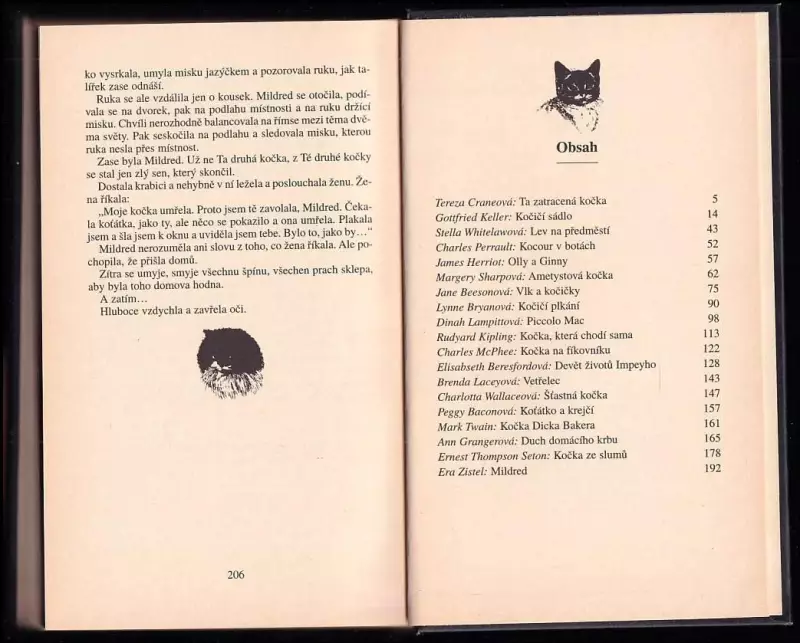 ko vysrkala, umyla misku jazýčkem a pozorovala ruku, jak ta-
lířek zase odnáší.
Ruka se ale vzdálila jen o kousek. Mildred se otočila, podí-
vala se na dvorek, pak na podlahu místnosti a na ruku držící
misku. Chvíli nerozhodně balancovala na římse mezi těma dvě-
ma světy. Pak seskočila na podlahu a sledovala misku, kterou
ruka nesla přes místnost.
Zase byla Mildred. Už ne Ta druhá kočka, z Té druhé kočky
se stal jen zlý sen, který skončil.
Dostala krabici a nehybně v ní ležela a poslouchala ženu. Že-
na říkala:
„Moje kočka umřela. Proto jsem tě zavolala, Mildred. Čeka-
la koťátka, jako ty, ale něco se pokazilo a ona umřela. Plakala
jsem a šla jsem k oknu a uviděla jsem tebe. Bylo to, jako by…“
Mildred nerozuměla ani slovu z toho, co žena říkala. Ale po-
chopila, že přišla domů.
Zítra se umyje, smyje všechnu špínu, všechen prach sklepa,
aby byla toho domova hodna.
A zatím…
Hluboce vzdychla a zavřela oči.
206
Obsah
Tereza Craneová: Ta zatracená kočka 5
Gottfried Keller: Kočičí sádlo 14
Stella Whitelawová: Lev na předměstí 43
Charles Perrault: Kocour v botách 52
James Herriot: Olly a Ginny 57
Margery Sharpová: Ametystová kočka 62
Jane Beesonová: Vlk a kočičky 75
Lynne Bryanová: Kočičí plkání 90
Dinah Lampittová: Piccolo Mac 98
Rudyard Kipling: Kočka, která chodí sama 113
Charles McPhee: Kočka na fíkovníku 122
Elisabseth Beresfordová: Devět životů Impeyho 128
Brenda Laceyová: Vetřelec 143
Charlotta Wallaceová: Šťastná kočka 147
Peggy Baconová: Koťátko a krejčí 157
Mark Twain: Kočka Dicka Bakera 161
Ann Grangerová: Duch domácího krbu 165
Ernest Thompson Seton: Kočka ze slumů 178
Era Zistel: Mildred 192